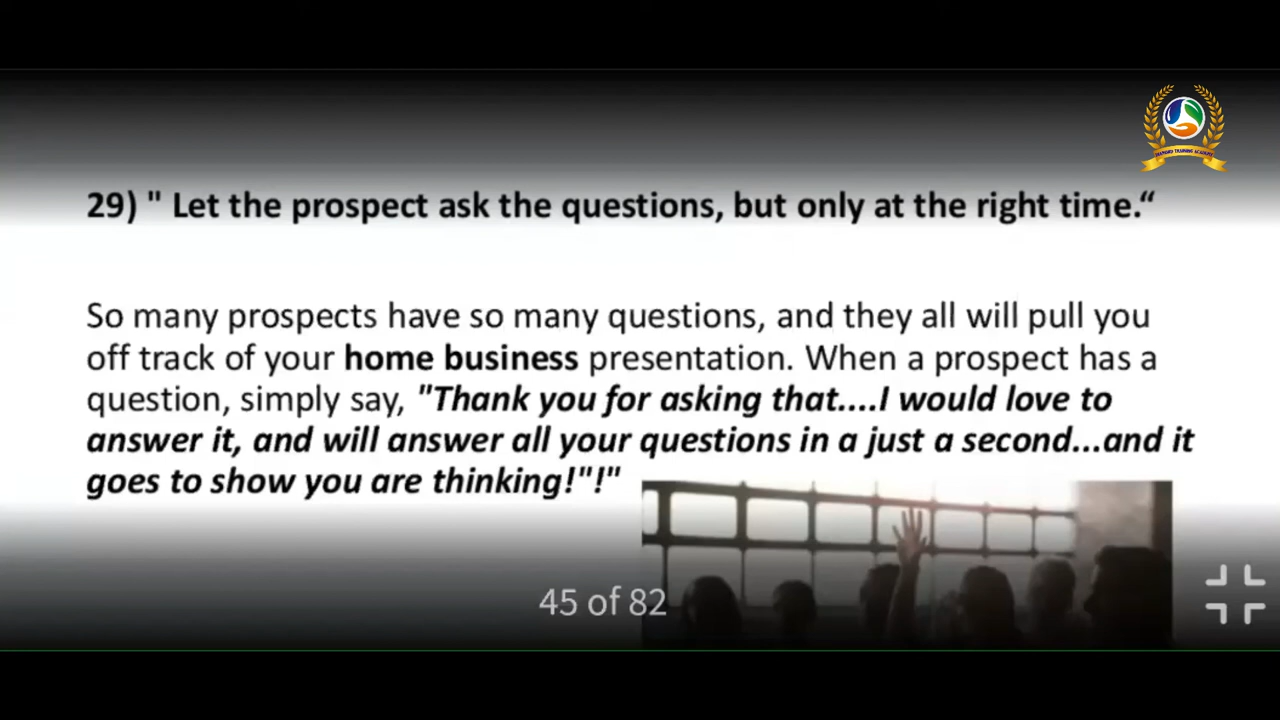 29) " Let the prospect ask the questions, but only at the right time.“
So many prospects have so many questions, and they all will pull you
off track of your home business presentation. When a prospect has a
question, simply say, "Thank you for asking that....I would love to
answer it, and will answer all your questions in a just a second...and it
goes to show you are thinking!"!"
45 of 82